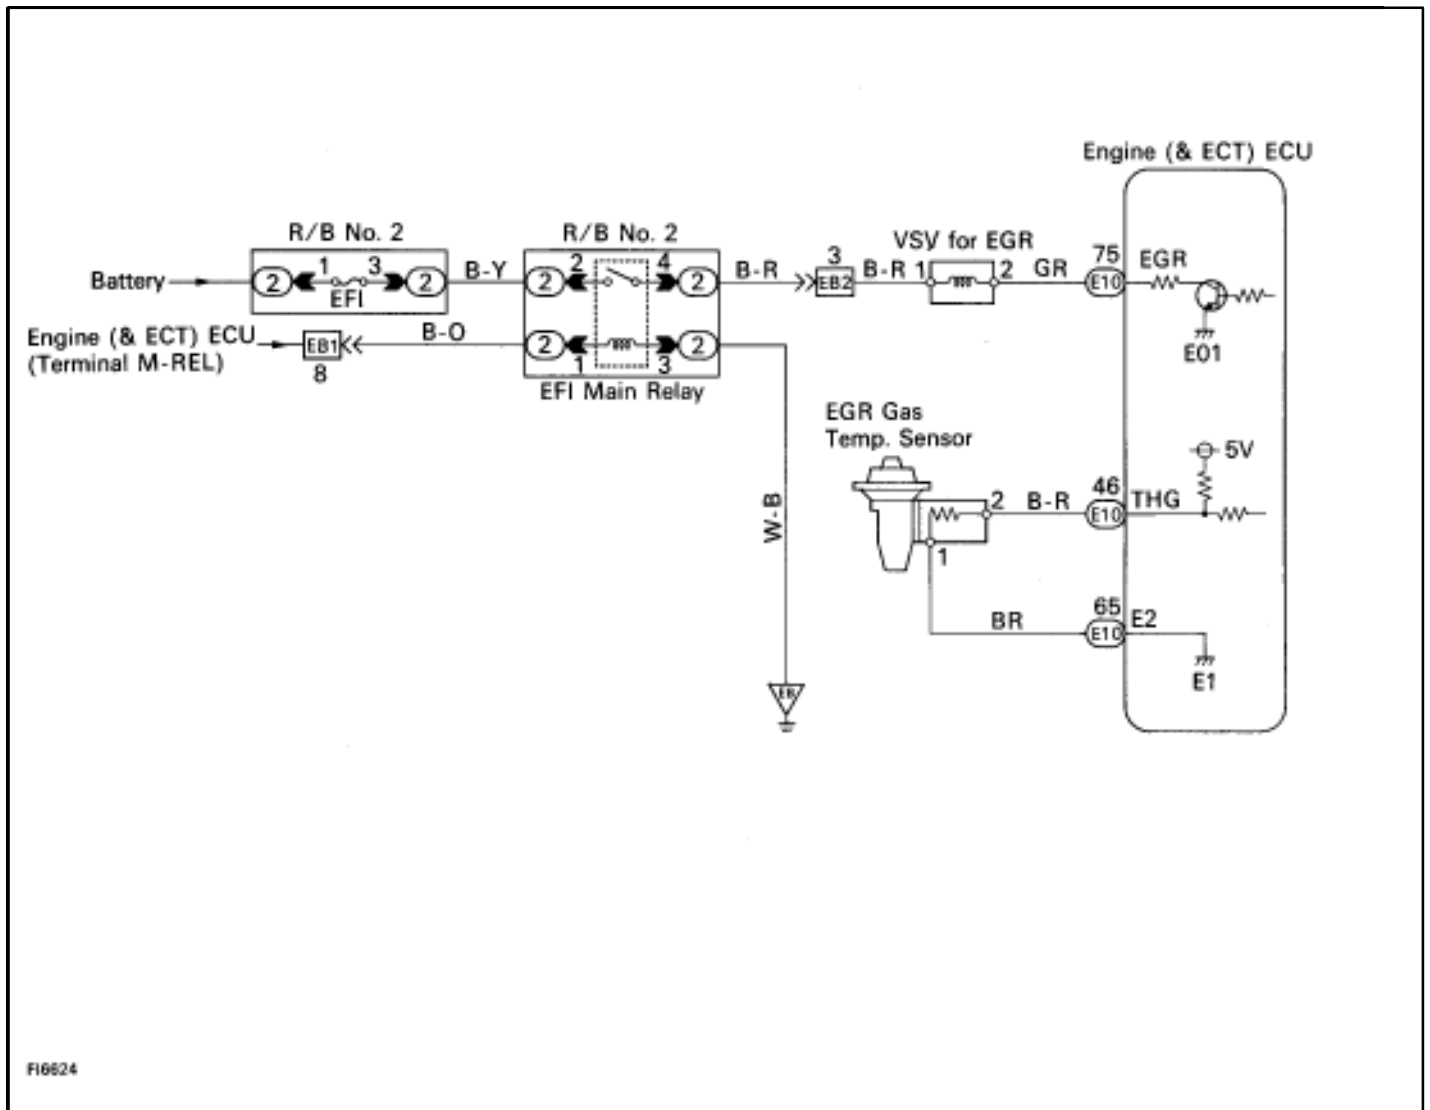 Engine (& ECT) ECU
R/B No. 2
R/B No. 2
VSV for EGR
Battery
2
1
3
2
EFI
B-Y
2
2
4
2
B-R
3
EB2
B-R
1
2
GR
75
E10
EGR
E01
Engine (& ECT) ECU
(Terminal M-REL)
EB1
8
B-O
2
1
3
2
EFI Main Relay
W-B
EB
EGR Gas
Temp. Sensor
2
B-R
46
E10
THG
5V
1
BR
65
E10
E2
E1
FI6624